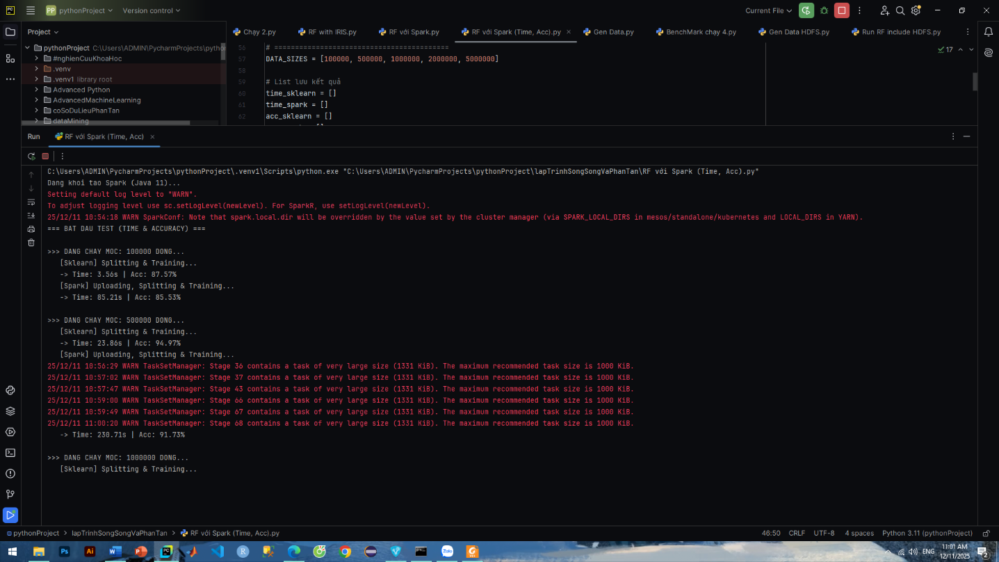 PC
PP pythonProject Version control Current File
Project
Chạy 2.py RF with IRIS.py RF với Spark.py RF với Spark (Time, Acc).py Gen Data.py BenchMark chạy 4.py Gen Data HDFS.py Run RF include HDFS.py
pythonProject C:\Users\ADMIN\PycharmProjects\python
#nghienCuuKhoaHoc
.venv
.venv1 library root
Advanced Python
AdvancedMachineLearning
coSoDuLieuPhanTan
dataMining
56 # ==========================================
57 DATA_SIZES = [100000, 500000, 1000000, 2000000, 5000000]
58
59 # List lưu kết quả
60 time_sklearn = []
61 time_spark = []
62 acc_sklearn = []
17
Run RF với Spark (Time, Acc)
C:\Users\ADMIN\PycharmProjects\pythonProject\.venv1\Scripts\python.exe "C:\Users\ADMIN\PycharmProjects\pythonProject\lapTrinhSongSongVaPhanTan\RF với Spark (Time, Acc).py"
Dang khoi tao Spark (Java 11)...
Setting default log level to "WARN".
To adjust logging level use sc.setLogLevel(newLevel). For SparkR, use setLogLevel(newLevel).
25/12/11 10:54:18 WARN SparkConf: Note that spark.local.dir will be overridden by the value set by the cluster manager (via SPARK_LOCAL_DIRS in mesos/standalone/kubernetes and LOCAL_DIRS in YARN).
=== BAT DAU TEST (TIME & ACCURACY) ===
>>> DANG CHAY MOC: 100000 DONG...
[Sklearn] Splitting & Training...
-> Time: 3.56s | Acc: 87.57%
[Spark] Uploading, Splitting & Training...
-> Time: 85.21s | Acc: 85.53%
>>> DANG CHAY MOC: 500000 DONG...
[Sklearn] Splitting & Training...
-> Time: 23.86s | Acc: 94.97%
[Spark] Uploading, Splitting & Training...
25/12/11 10:56:29 WARN TaskSetManager: Stage 36 contains a task of very large size (1331 KiB). The maximum recommended task size is 1000 KiB.
25/12/11 10:57:02 WARN TaskSetManager: Stage 37 contains a task of very large size (1331 KiB). The maximum recommended task size is 1000 KiB.
25/12/11 10:57:47 WARN TaskSetManager: Stage 43 contains a task of very large size (1331 KiB). The maximum recommended task size is 1000 KiB.
25/12/11 10:59:00 WARN TaskSetManager: Stage 66 contains a task of very large size (1331 KiB). The maximum recommended task size is 1000 KiB.
25/12/11 10:59:49 WARN TaskSetManager: Stage 67 contains a task of very large size (1331 KiB). The maximum recommended task size is 1000 KiB.
25/12/11 11:00:20 WARN TaskSetManager: Stage 68 contains a task of very large size (1331 KiB). The maximum recommended task size is 1000 KiB.
-> Time: 230.71s | Acc: 91.73%
>>> DANG CHAY MOC: 1000000 DONG...
[Sklearn] Splitting & Training...
pythonProject > lapTrinhSongSongVaPhanTan > RF với Spark (Time, Acc).py 46:50 CRLF UTF-8 4 spaces Python 3.11 (pythonProject)
Ps Ai W P PC R Zalo ENG 11:01 AM
12/11/2025 2